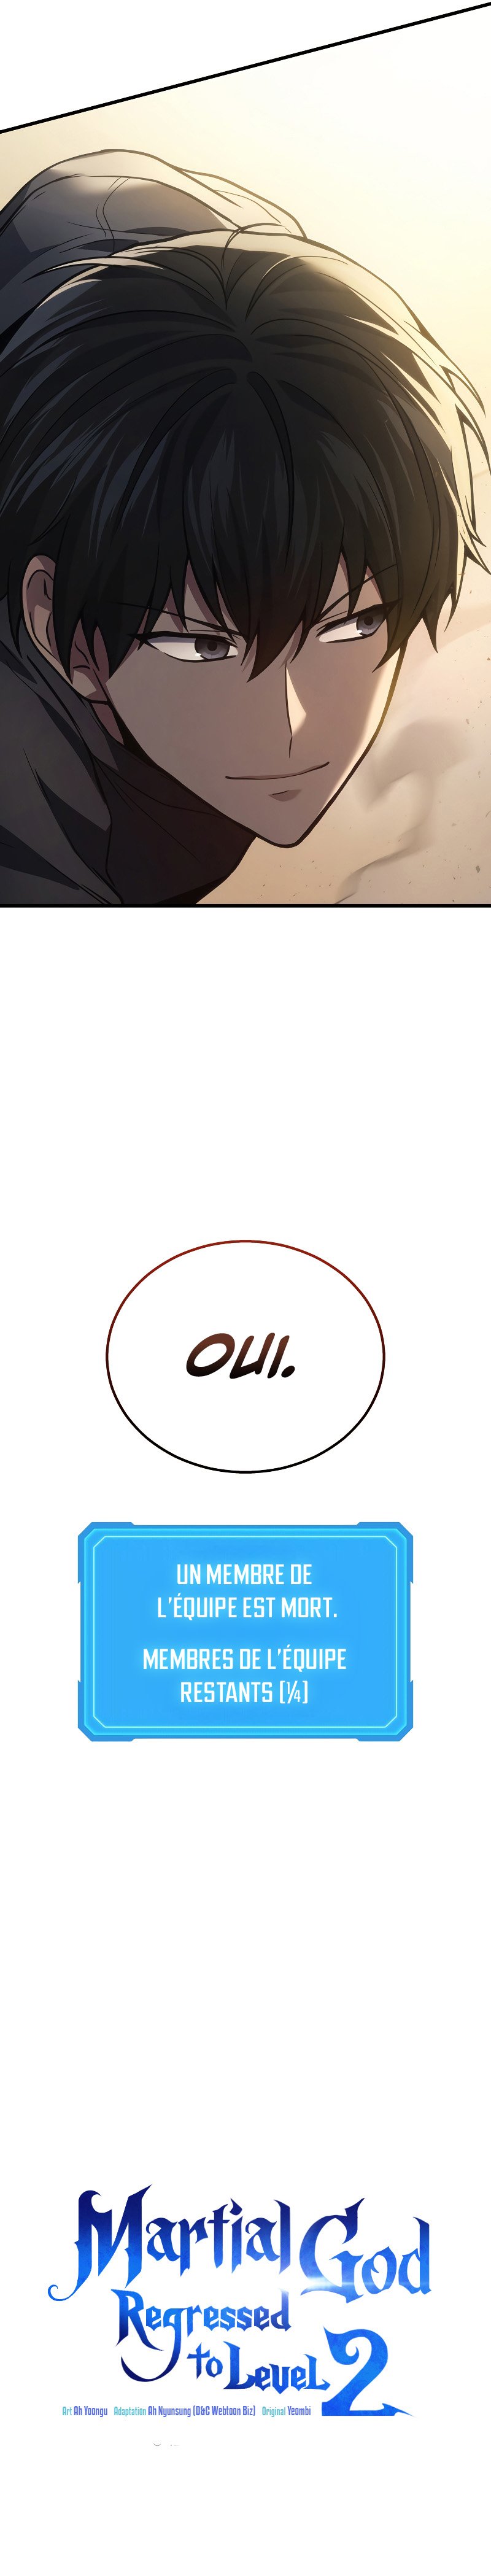 OUI.
UN MEMBRE DE
L'ÉQUIPE EST MORT.
MEMBRES DE L'ÉQUIPE
RESTANTS [¼]
Martial God
Regressed
to Level 2
Art Ah Yoongu Adaptation Ah Nyunsung (D&C Webtoon Biz) Original Yeombi